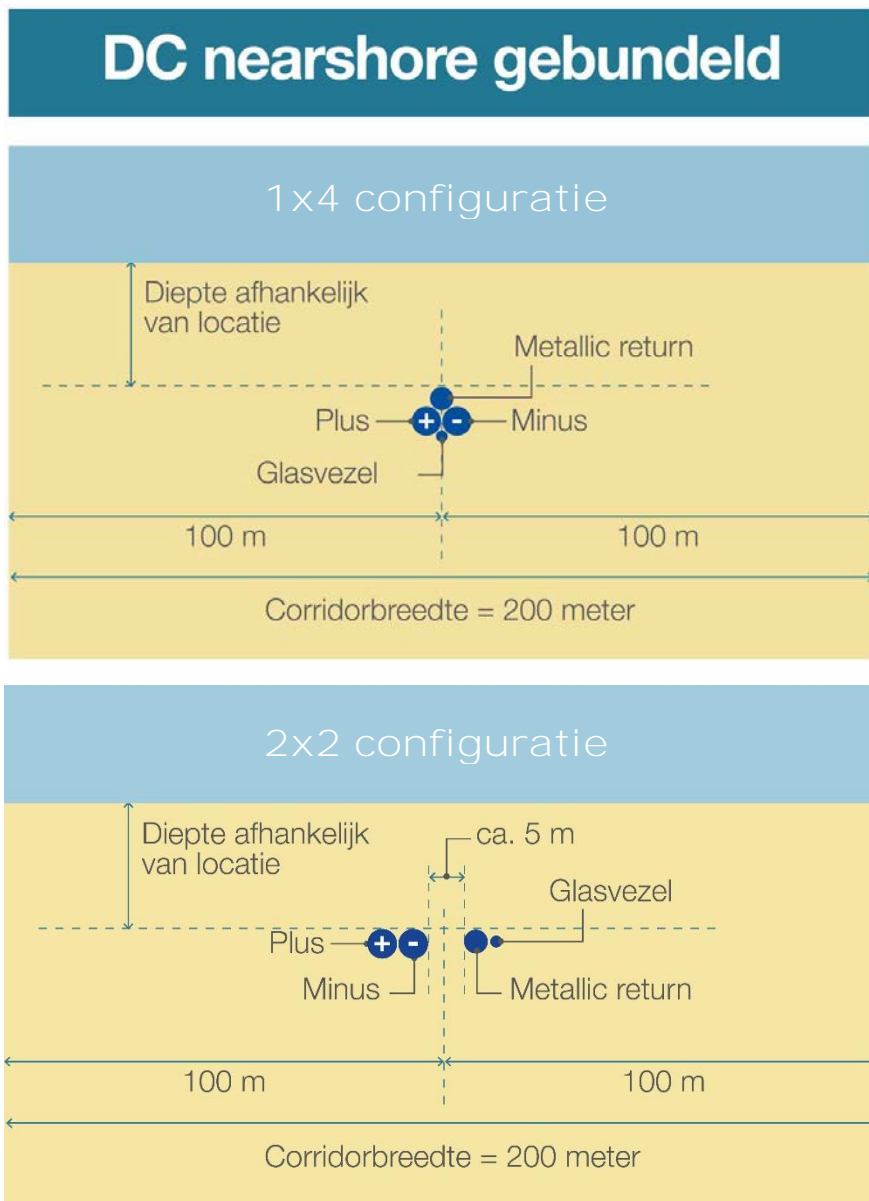 DC nearshore gebundeld
1x4 configuratie
Diepte afhankelijk
van locatie
Metallic return
Plus
+
-
Minus
Glasvezel
100 m
100 m
Corridorbreedte = 200 meter
2x2 configuratie
Diepte afhankelijk
van locatie
ca. 5 m
Glasvezel
Plus
+
-
Minus
Metallic return
100 m
100 m
Corridorbreedte = 200 meter